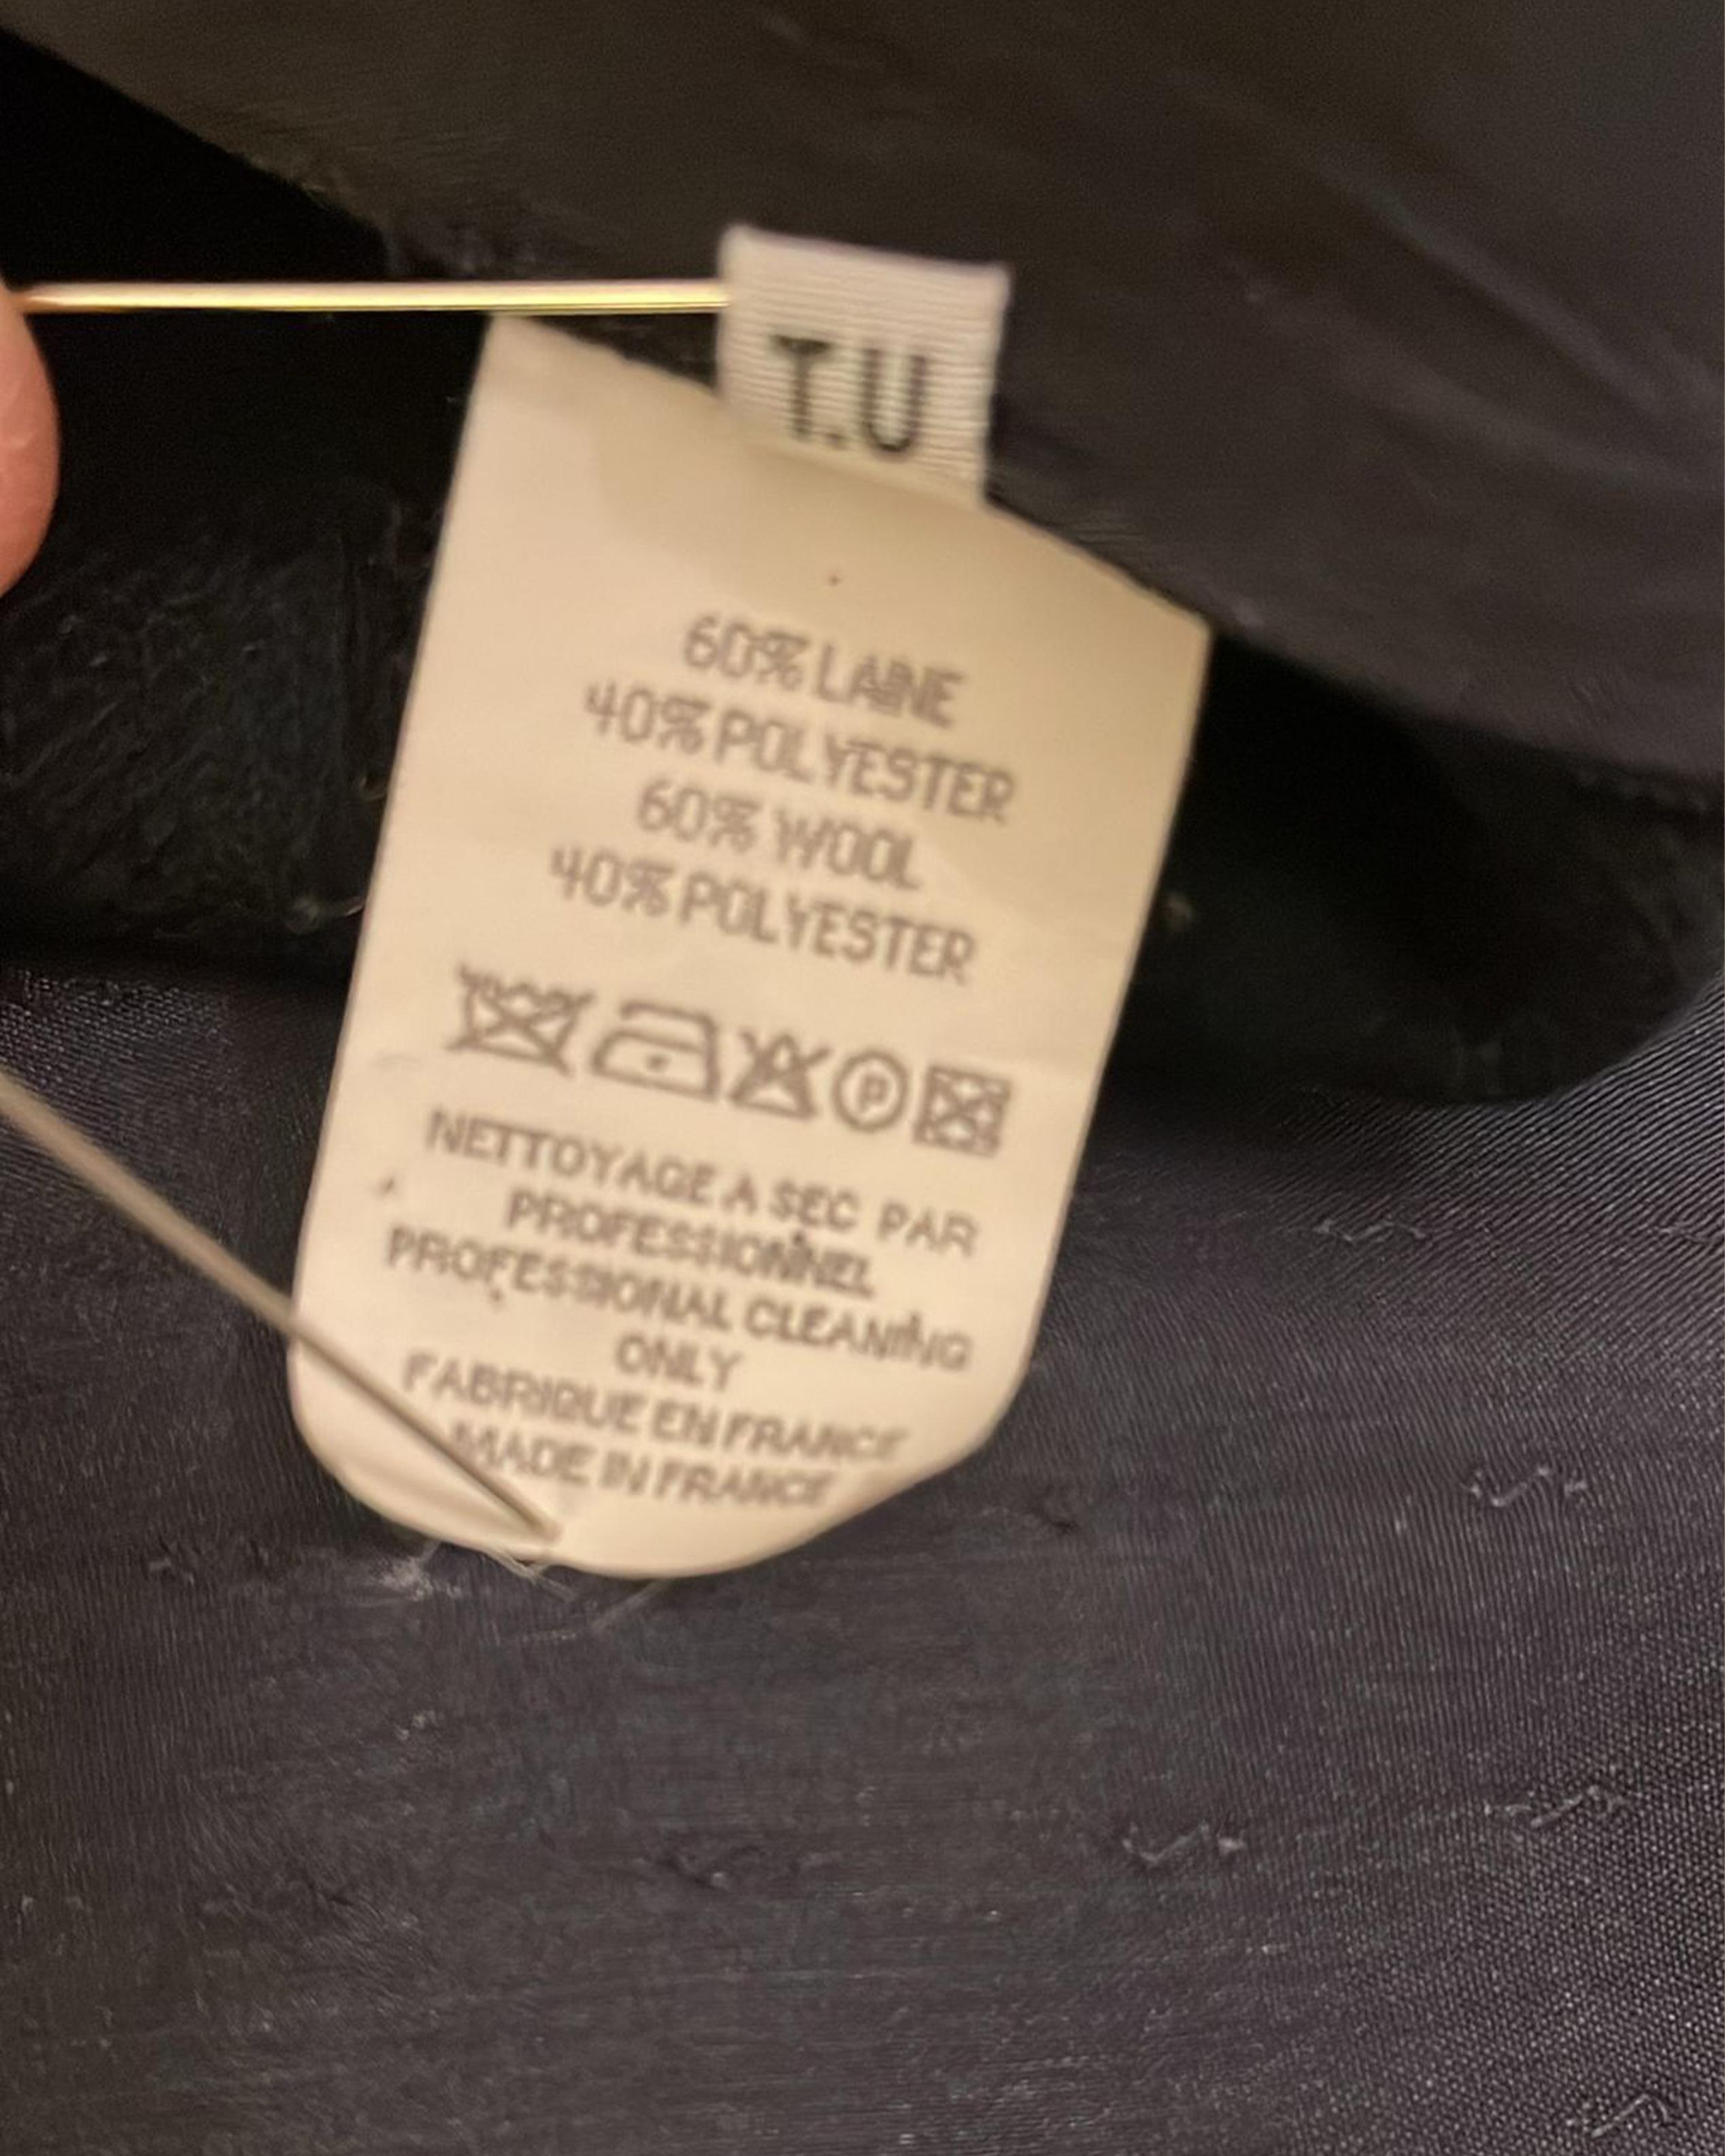 T.U
60% LAINE
40% POLYESTER
60% WOOL
40% POLYESTER
P
NETTOYAGE A SEC PAR
PROFESSIONNEL
PROFESSIONAL CLEANING
ONLY
FABRIQUE EN FRANCE
MADE IN FRANCE